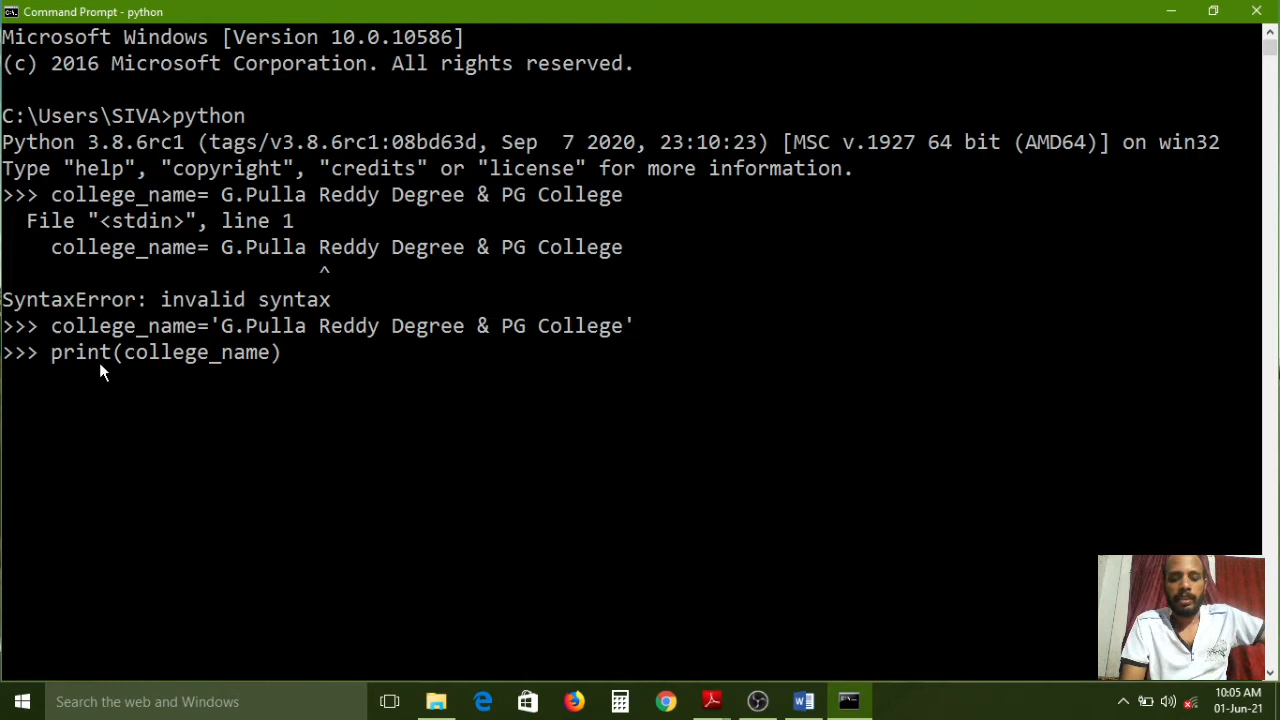 Command Prompt - python
Microsoft Windows [Version 10.0.10586]
(c) 2016 Microsoft Corporation. All rights reserved.
C:\Users\SIVA>python
Python 3.8.6rc1 (tags/v3.8.6rc1:08bd63d, Sep  7 2020, 23:10:23) [MSC v.1927 64 bit (AMD64)] on win32
Type "help", "copyright", "credits" or "license" for more information.
>>> college_name= G.Pulla Reddy Degree & PG College
  File "<stdin>", line 1
    college_name= G.Pulla Reddy Degree & PG College
                          ^
SyntaxError: invalid syntax
>>> college_name='G.Pulla Reddy Degree & PG College'
>>> print(college_name)
Search the web and Windows
10:05 AM
01-Jun-21